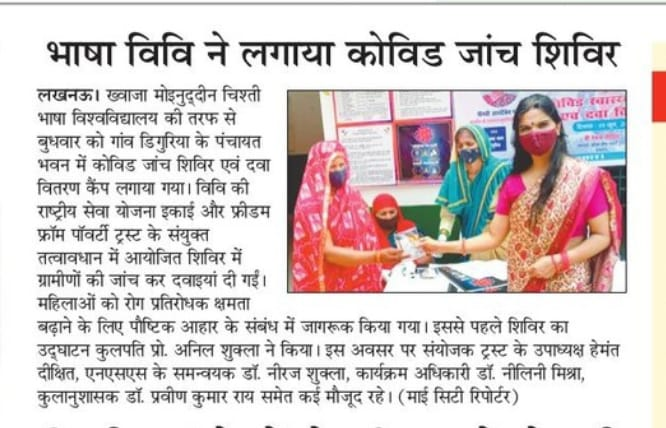 भाषा विवि ने लगाया कोविड जांच शिविर
लखनऊ। ख्वाजा मोइनुद्दीन चिश्ती
भाषा विश्वविद्यालय की तरफ से
बुधवार को गांव डिगुरिया के पंचायत
भवन में कोविड जांच शिविर एवं दवा
वितरण कैंप लगाया गया। विवि की
राष्ट्रीय सेवा योजना इकाई और फ्रीडम
फ्रॉम पॉवर्टी ट्रस्ट के संयुक्त
तत्वावधान में आयोजित शिविर में
ग्रामीणों की जांच कर दवाइयां दी गईं।
महिलाओं को रोग प्रतिरोधक क्षमता
बढ़ाने के लिए पौष्टिक आहार के संबंध में जागरूक किया गया। इससे पहले शिविर का
उद्घाटन कुलपति प्रो. अनिल शुक्ला ने किया। इस अवसर पर संयोजक ट्रस्ट के उपाध्यक्ष हेमंत
दीक्षित, एनएसएस के समन्वयक डॉ. नीरज शुक्ला, कार्यक्रम अधिकारी डॉ. नीलिनी मिश्रा,
कुलानुशासक डॉ. प्रवीण कुमार राय समेत कई मौजूद रहे। (माई सिटी रिपोर्टर)